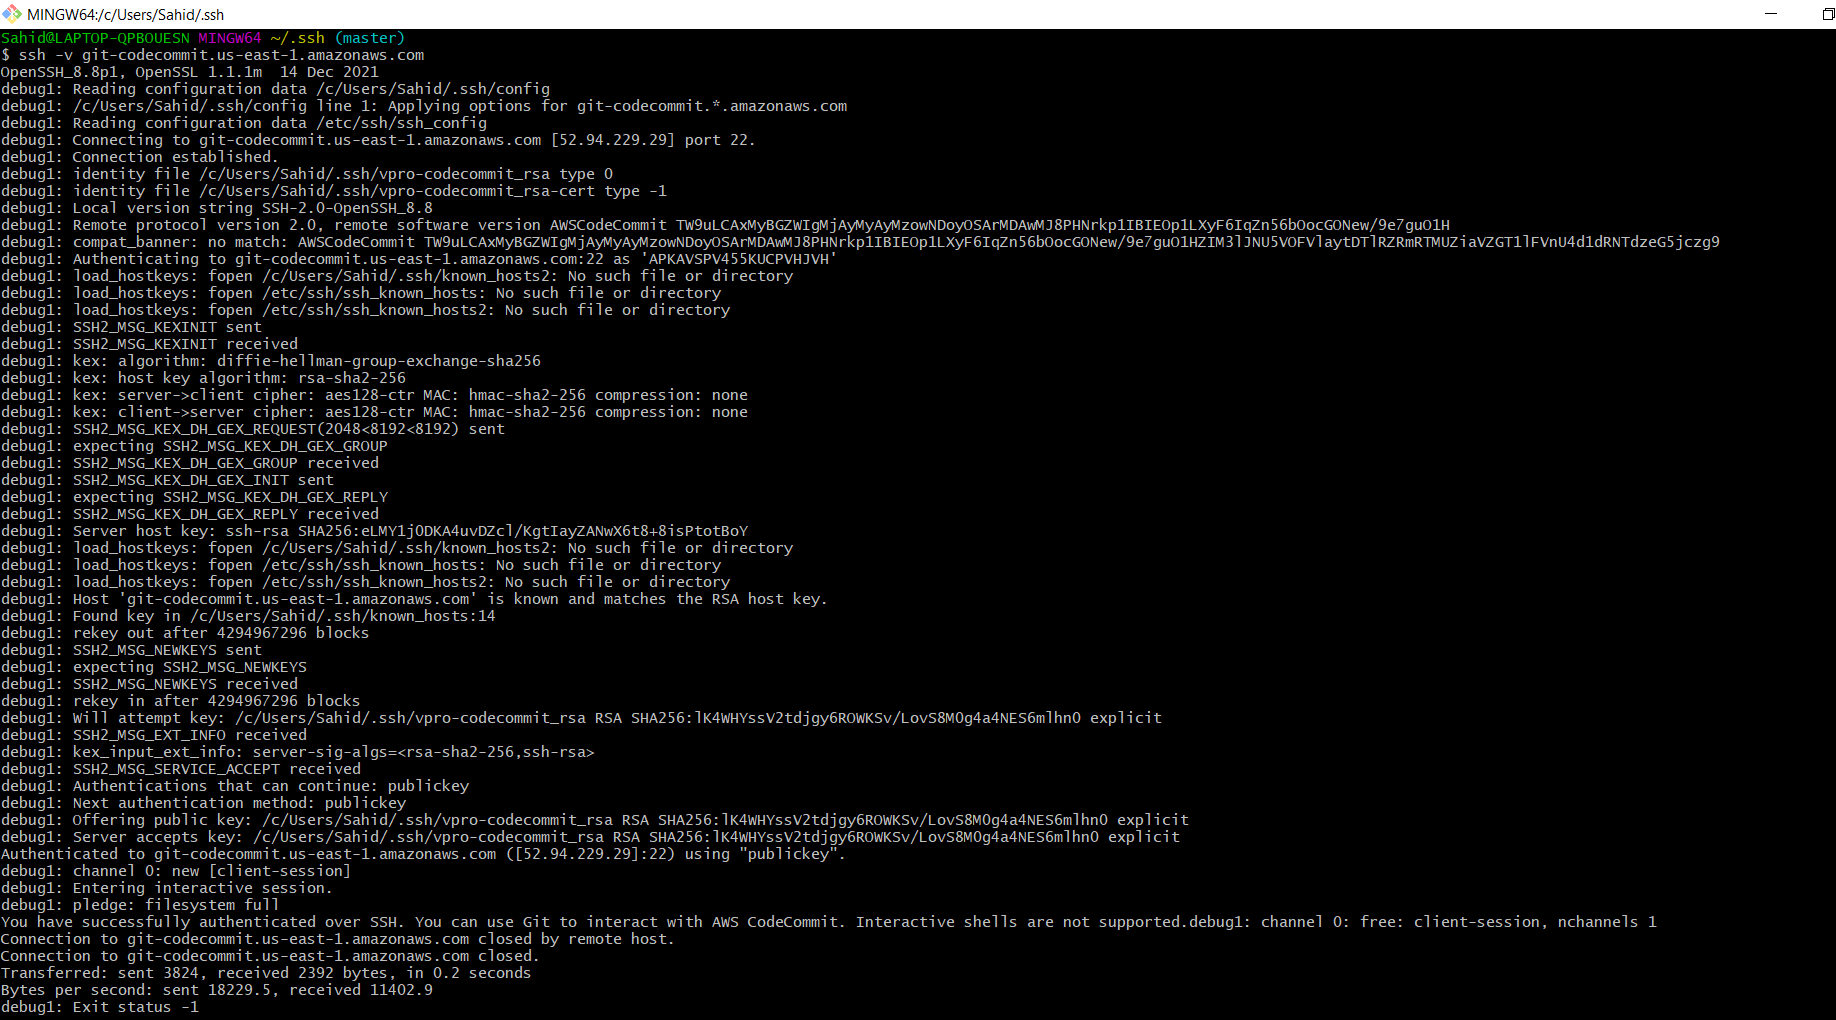 MINGW64:/c/Users/Sahid/.ssh
Sahid@LAPTOP-QPBOUESN MINGW64 ~/.ssh (master)
$ ssh -v git-codecommit.us-east-1.amazonaws.com
OpenSSH_8.8p1, OpenSSL 1.1.1m  14 Dec 2021
debug1: Reading configuration data /c/Users/Sahid/.ssh/config
debug1: /c/Users/Sahid/.ssh/config line 1: Applying options for git-codecommit.*.amazonaws.com
debug1: Reading configuration data /etc/ssh/ssh_config
debug1: Connecting to git-codecommit.us-east-1.amazonaws.com [52.94.229.29] port 22.
debug1: Connection established.
debug1: identity file /c/Users/Sahid/.ssh/vpro-codecommit_rsa type 0
debug1: identity file /c/Users/Sahid/.ssh/vpro-codecommit_rsa-cert type -1
debug1: Local version string SSH-2.0-OpenSSH_8.8
debug1: Remote protocol version 2.0, remote software version AWSCodeCommit TW9uLCAxMyBGZWIgMjAyMyAyMzowNDoyOSArMDAwMJ8PHNrkp1IBIEOp1LXyF6IqZn56bOocGONew/9e7guO1H
debug1: compat_banner: no match: AWSCodeCommit TW9uLCAxMyBGZWIgMjAyMyAyMzowNDoyOSArMDAwMJ8PHNrkp1IBIEOp1LXyF6IqZn56bOocGONew/9e7guO1HZIM3lJNU5VOFVlaytDTlRZRmRTMUZiaVZGT1lFVnU4d1dRNTdzeG5jczg9
debug1: Authenticating to git-codecommit.us-east-1.amazonaws.com:22 as 'APKAVSPV455KUCPVHJVH'
debug1: load_hostkeys: fopen /c/Users/Sahid/.ssh/known_hosts2: No such file or directory
debug1: load_hostkeys: fopen /etc/ssh/ssh_known_hosts: No such file or directory
debug1: load_hostkeys: fopen /etc/ssh/ssh_known_hosts2: No such file or directory
debug1: SSH2_MSG_KEXINIT sent
debug1: SSH2_MSG_KEXINIT received
debug1: kex: algorithm: diffie-hellman-group-exchange-sha256
debug1: kex: host key algorithm: rsa-sha2-256
debug1: kex: server->client cipher: aes128-ctr MAC: hmac-sha2-256 compression: none
debug1: kex: client->server cipher: aes128-ctr MAC: hmac-sha2-256 compression: none
debug1: SSH2_MSG_KEX_DH_GEX_REQUEST(2048<8192<8192) sent
debug1: expecting SSH2_MSG_KEX_DH_GEX_GROUP
debug1: SSH2_MSG_KEX_DH_GEX_GROUP received
debug1: SSH2_MSG_KEX_DH_GEX_INIT sent
debug1: expecting SSH2_MSG_KEX_DH_GEX_REPLY
debug1: SSH2_MSG_KEX_DH_GEX_REPLY received
debug1: Server host key: ssh-rsa SHA256:eLMY1j0DKA4uvDZcl/KgtIayZANwX6t8+8isPtotBoY
debug1: load_hostkeys: fopen /c/Users/Sahid/.ssh/known_hosts2: No such file or directory
debug1: load_hostkeys: fopen /etc/ssh/ssh_known_hosts: No such file or directory
debug1: load_hostkeys: fopen /etc/ssh/ssh_known_hosts2: No such file or directory
debug1: Host 'git-codecommit.us-east-1.amazonaws.com' is known and matches the RSA host key.
debug1: Found key in /c/Users/Sahid/.ssh/known_hosts:14
debug1: rekey out after 4294967296 blocks
debug1: SSH2_MSG_NEWKEYS sent
debug1: expecting SSH2_MSG_NEWKEYS
debug1: SSH2_MSG_NEWKEYS received
debug1: rekey in after 4294967296 blocks
debug1: Will attempt key: /c/Users/Sahid/.ssh/vpro-codecommit_rsa RSA SHA256:lK4WHYssV2tdjgy6ROWKSv/LovS8M0g4a4NES6mlhn0 explicit
debug1: SSH2_MSG_EXT_INFO received
debug1: kex_input_ext_info: server-sig-algs=<rsa-sha2-256,ssh-rsa>
debug1: SSH2_MSG_SERVICE_ACCEPT received
debug1: Authentications that can continue: publickey
debug1: Next authentication method: publickey
debug1: Offering public key: /c/Users/Sahid/.ssh/vpro-codecommit_rsa RSA SHA256:lK4WHYssV2tdjgy6ROWKSv/LovS8M0g4a4NES6mlhn0 explicit
debug1: Server accepts key: /c/Users/Sahid/.ssh/vpro-codecommit_rsa RSA SHA256:lK4WHYssV2tdjgy6ROWKSv/LovS8M0g4a4NES6mlhn0 explicit
Authenticated to git-codecommit.us-east-1.amazonaws.com ([52.94.229.29]:22) using "publickey".
debug1: channel 0: new [client-session]
debug1: Entering interactive session.
debug1: pledge: filesystem full
You have successfully authenticated over SSH. You can use Git to interact with AWS CodeCommit. Interactive shells are not supported.debug1: channel 0: free: client-session, nchannels 1
Connection to git-codecommit.us-east-1.amazonaws.com closed by remote host.
Connection to git-codecommit.us-east-1.amazonaws.com closed.
Transferred: sent 3824, received 2392 bytes, in 0.2 seconds
Bytes per second: sent 18229.5, received 11402.9
debug1: Exit status -1